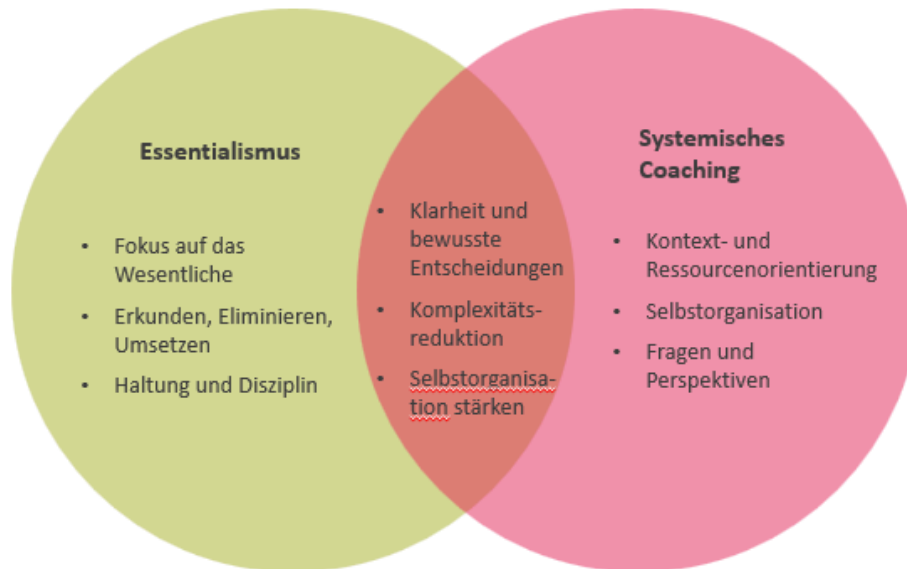 Essentialismus
• Fokus auf das
Wesentliche
• Erkunden, Eliminieren,
Umsetzen
• Haltung und Disziplin
• Klarheit und
bewusste
Entscheidungen
• Komplexitäts-
reduktion
• Selbstorganisa-
tion stärken
Systemisches
Coaching
• Kontext- und
Ressourcenorientierung
• Selbstorganisation
• Fragen und
Perspektiven